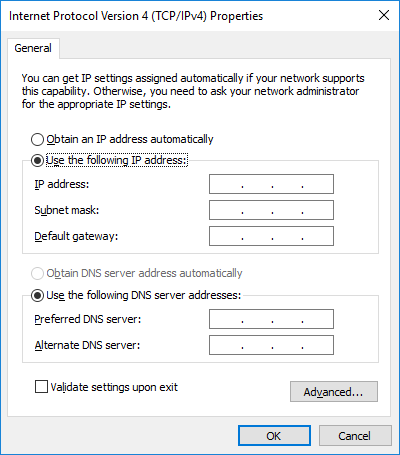 Internet Protocol Version 4 (TCP/IPv4) Properties
General
You can get IP settings assigned automatically if your network supports
this capability. Otherwise, you need to ask your network administrator
for the appropriate IP settings.
Obtain an IP address automatically
Use the following IP address:
IP address:
Subnet mask:
Default gateway:
Obtain DNS server address automatically
Use the following DNS server addresses:
Preferred DNS server:
Alternate DNS server:
Validate settings upon exit
Advanced...
OK
Cancel